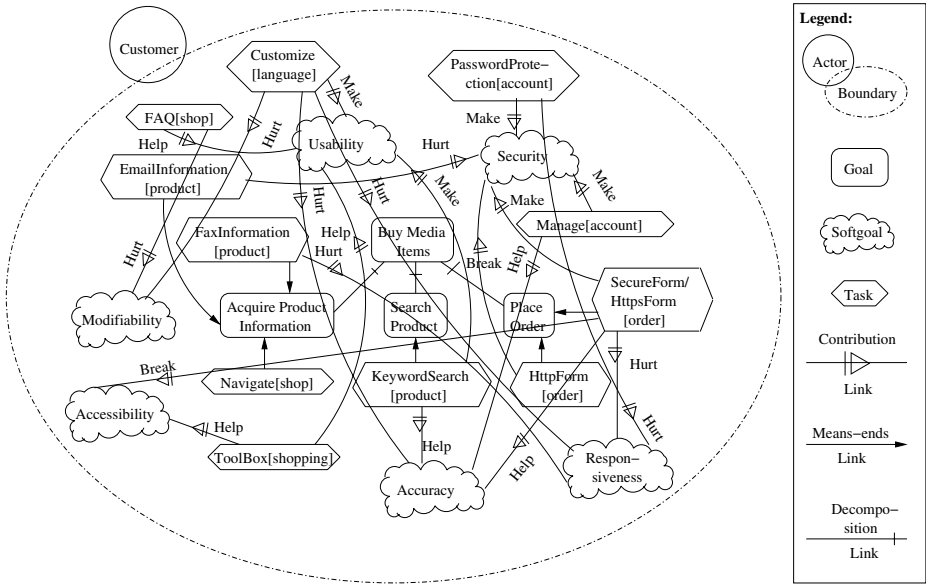 Customer
Customize
[language]
PasswordProte−
ction[account]
FAQ[shop]
Help
Hurt
Make
Usability
Make
Hurt
Security
EmailInformation
[product]
Hurt
Hurt
Make
Make
Make
Manage[account]
FaxInformation
[product]
Help
Hurt
Buy Media
Items
Break
Help
Hurt
SecureForm/
HttpsForm
[order]
Modifiability
Acquire Product
Information
Search
Product
Place
Order
Break
Hurt
Navigate[shop]
KeywordSearch
[product]
HttpForm
[order]
Accessibility
Help
Hurt
ToolBox[shopping]
Help
Help
Accuracy
Respon−
siveness
Legend:
Actor
Boundary
Goal
Softgoal
Task
Contribution
Link
Means−ends
Link
Decompo−
sition
Link